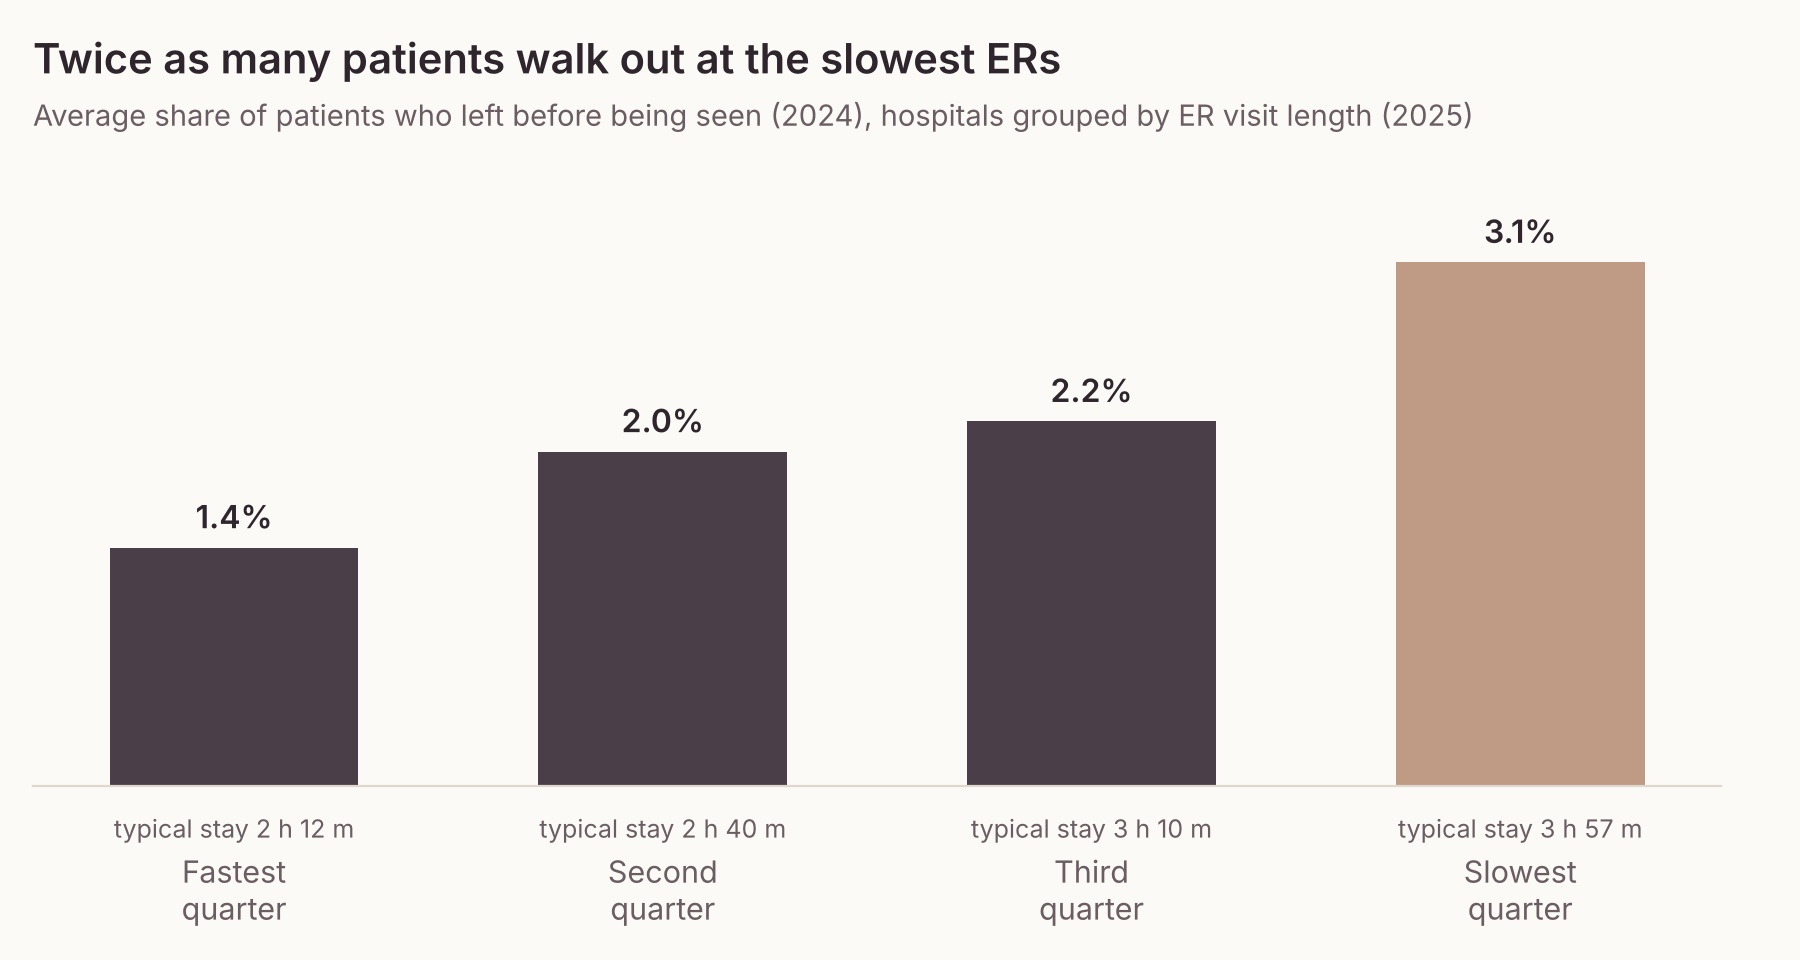 Twice as many patients walk out at the slowest ERs
Average share of patients who left before being seen (2024), hospitals grouped by ER visit length (2025)
3.1%
2.2%
2.0%
1.4%
typical stay 2 h 12 m
typical stay 2 h 40 m
typical stay 3 h 10 m
typical stay 3 h 57 m
Fastest
quarter
Second
quarter
Third
quarter
Slowest
quarter